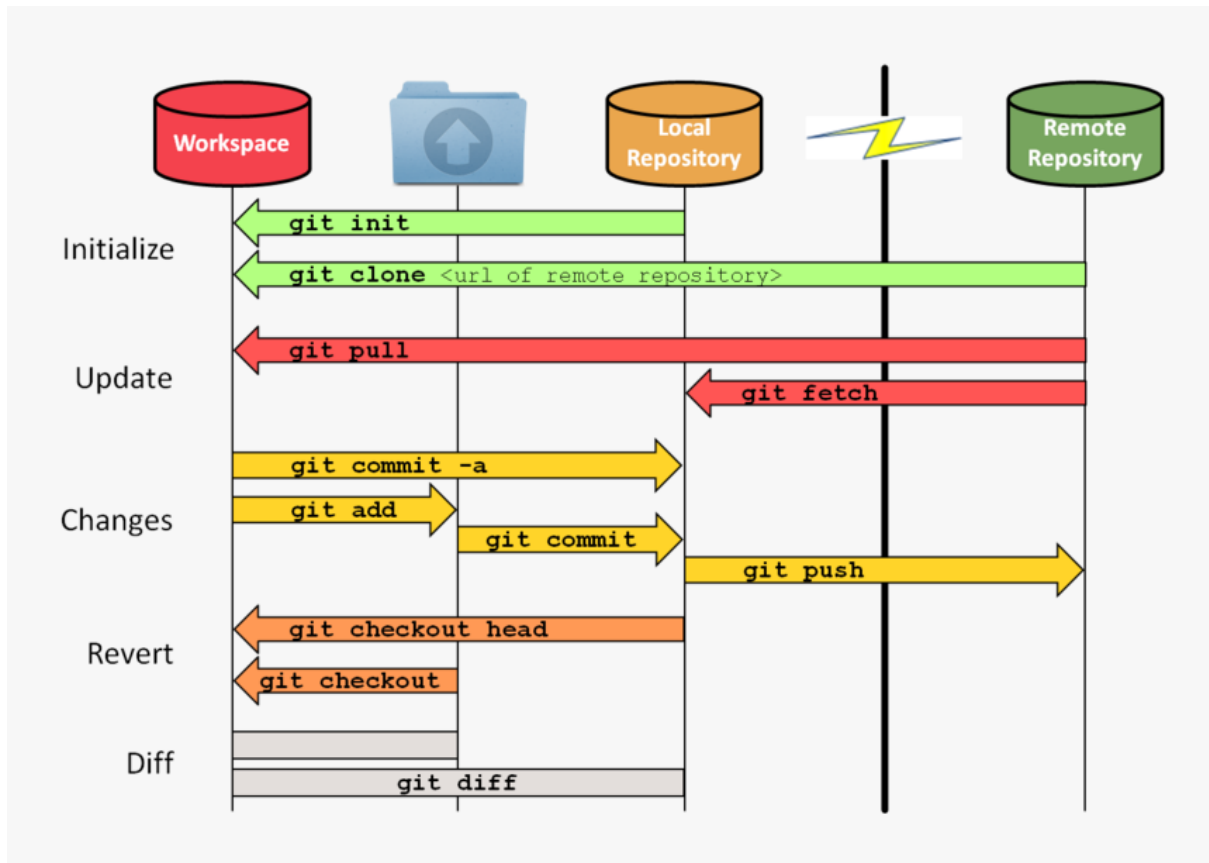 Workspace
Local
Repository
Remote
Repository
Initialize
git init
git clone <url of remote repository>
Update
git pull
git fetch
Changes
git commit -a
git add
git commit
git push
Revert
git checkout head
git checkout
Diff
git diff